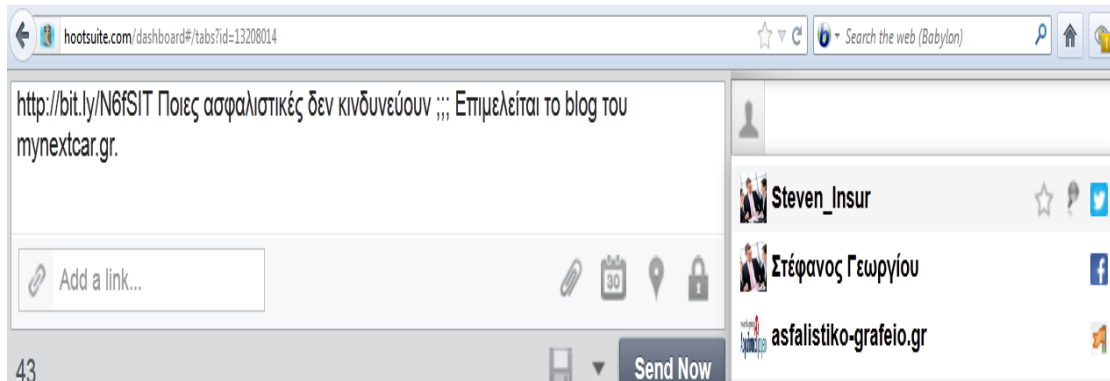 hootsuite.com/dashboard#/tabs?id=13208014
Search the web (Babylon)
http://bit.ly/N6fSIT Ποιες ασφαλιστικές δεν κινδυνεύουν ;;; Επιμελείται το blog του
mynextcar.gr.
Add a link...
30
43
Send Now
Steven_Insur
Στέφανος Γεωργίου
asfalistiko-grafeio.gr